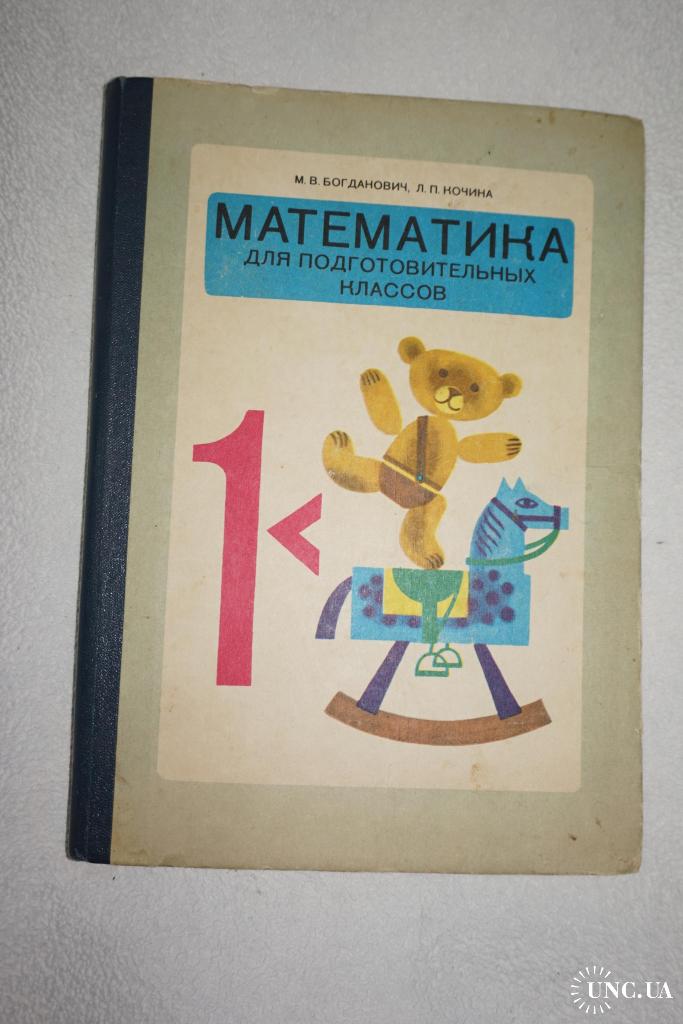 М. В. БОГДАНОВИЧ, Л. П. КОЧИНА
МАТЕМАТИКА
ДЛЯ ПОДГОТОВИТЕЛЬНЫХ
КЛАССОВ
1<
UNC.UA